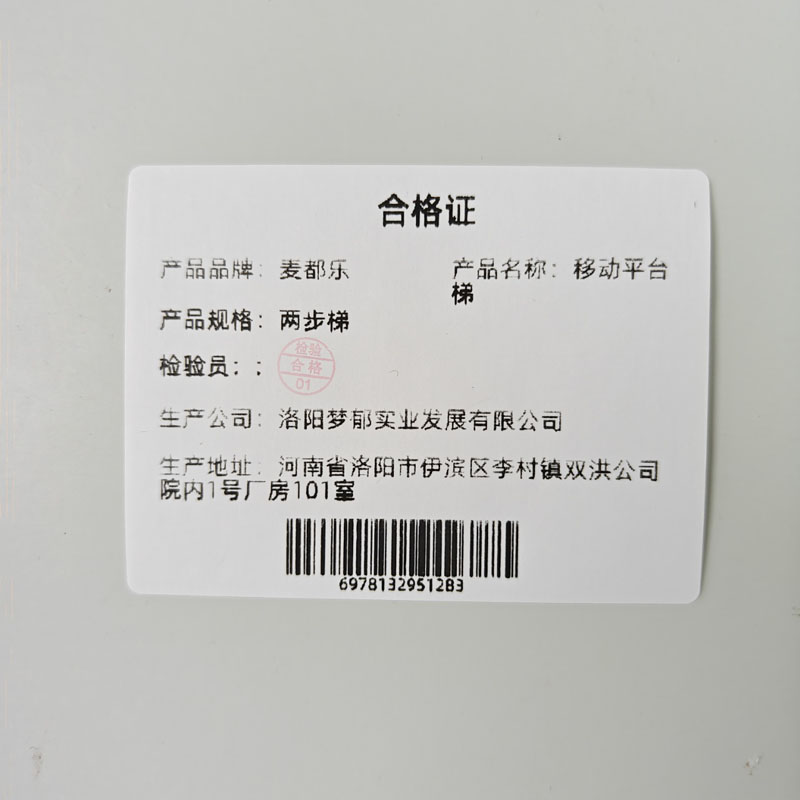 合格证
产品品牌：麦都乐
产品名称：移动平台
梯
产品规格：两步梯
检验员：：
检验
合格
01
生产公司：洛阳梦郁实业发展有限公司
生产地址：河南省洛阳市伊滨区李村镇双洪公司
院内1号厂房101室
6978132951283